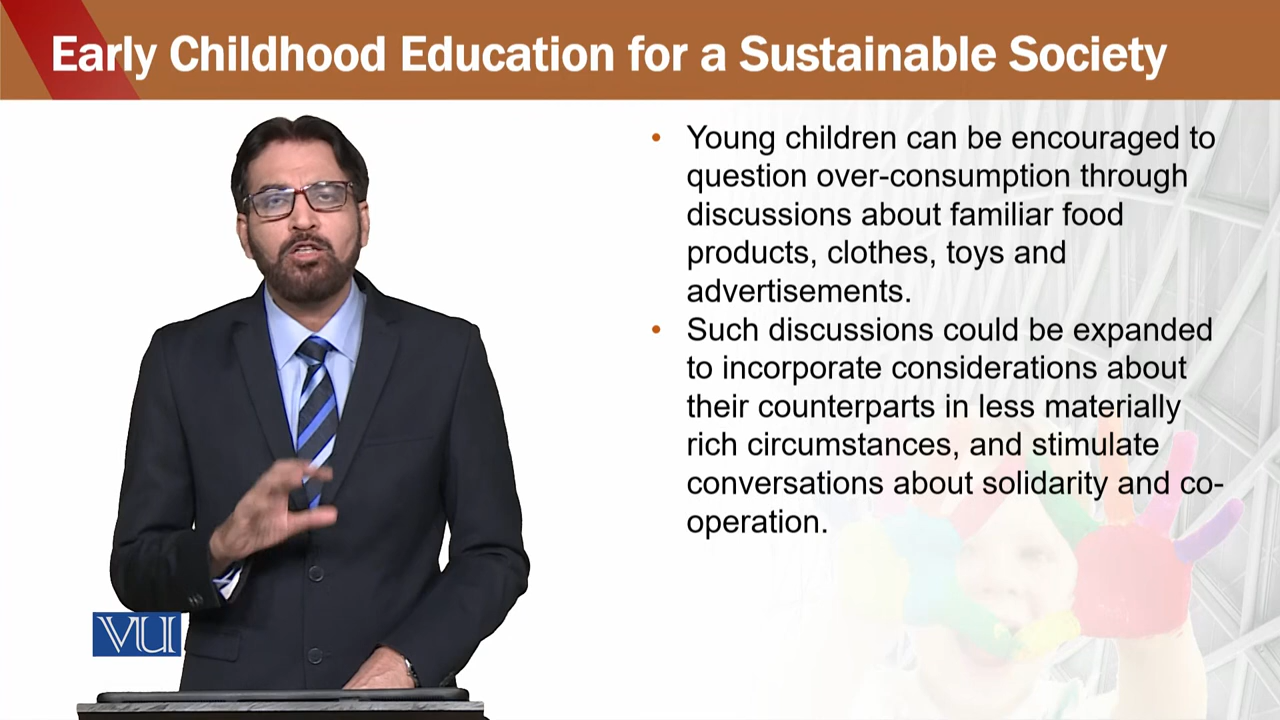 Early Childhood Education for a Sustainable Society
• Young children can be encouraged to
question over-consumption through
discussions about familiar food
products, clothes, toys and
advertisements.
• Such discussions could be expanded
to incorporate considerations about
their counterparts in less materially
rich circumstances, and stimulate
conversations about solidarity and co-
operation.
VU